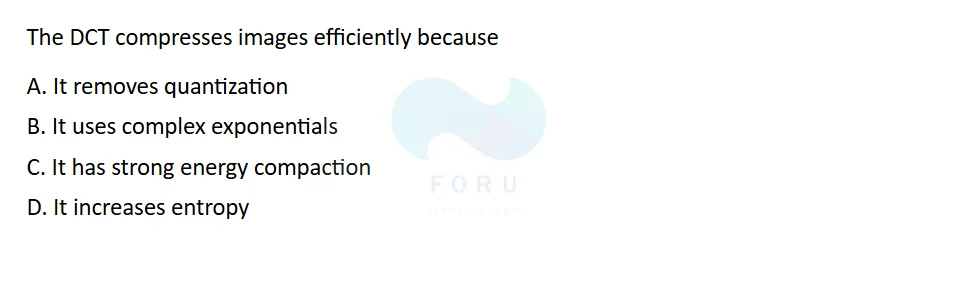 The DCT compresses images efficiently because
A. It removes quantization
B. It uses complex exponentials
C. It has strong energy compaction
D. It increases entropy
FORU